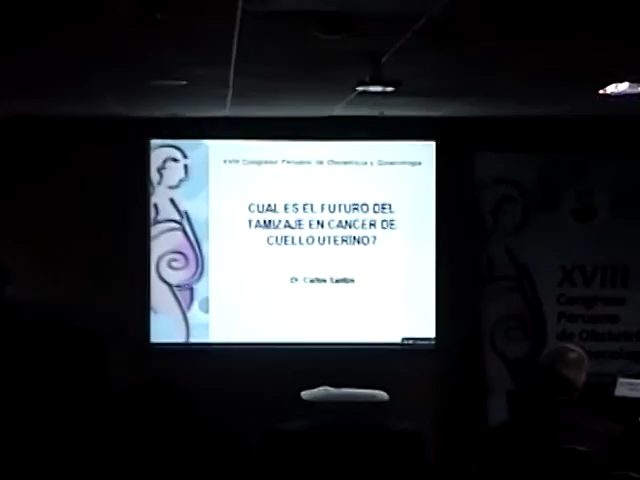 XVIII Congreso Peruano de Obstetricia y Ginecología
CUAL ES EL FUTURO DEL
TAMIZAJE EN CANCER DE
CUELLO UTERINO?
Dr. Carlos Santos
XVIII
Congreso
Peruano
de Obstetri